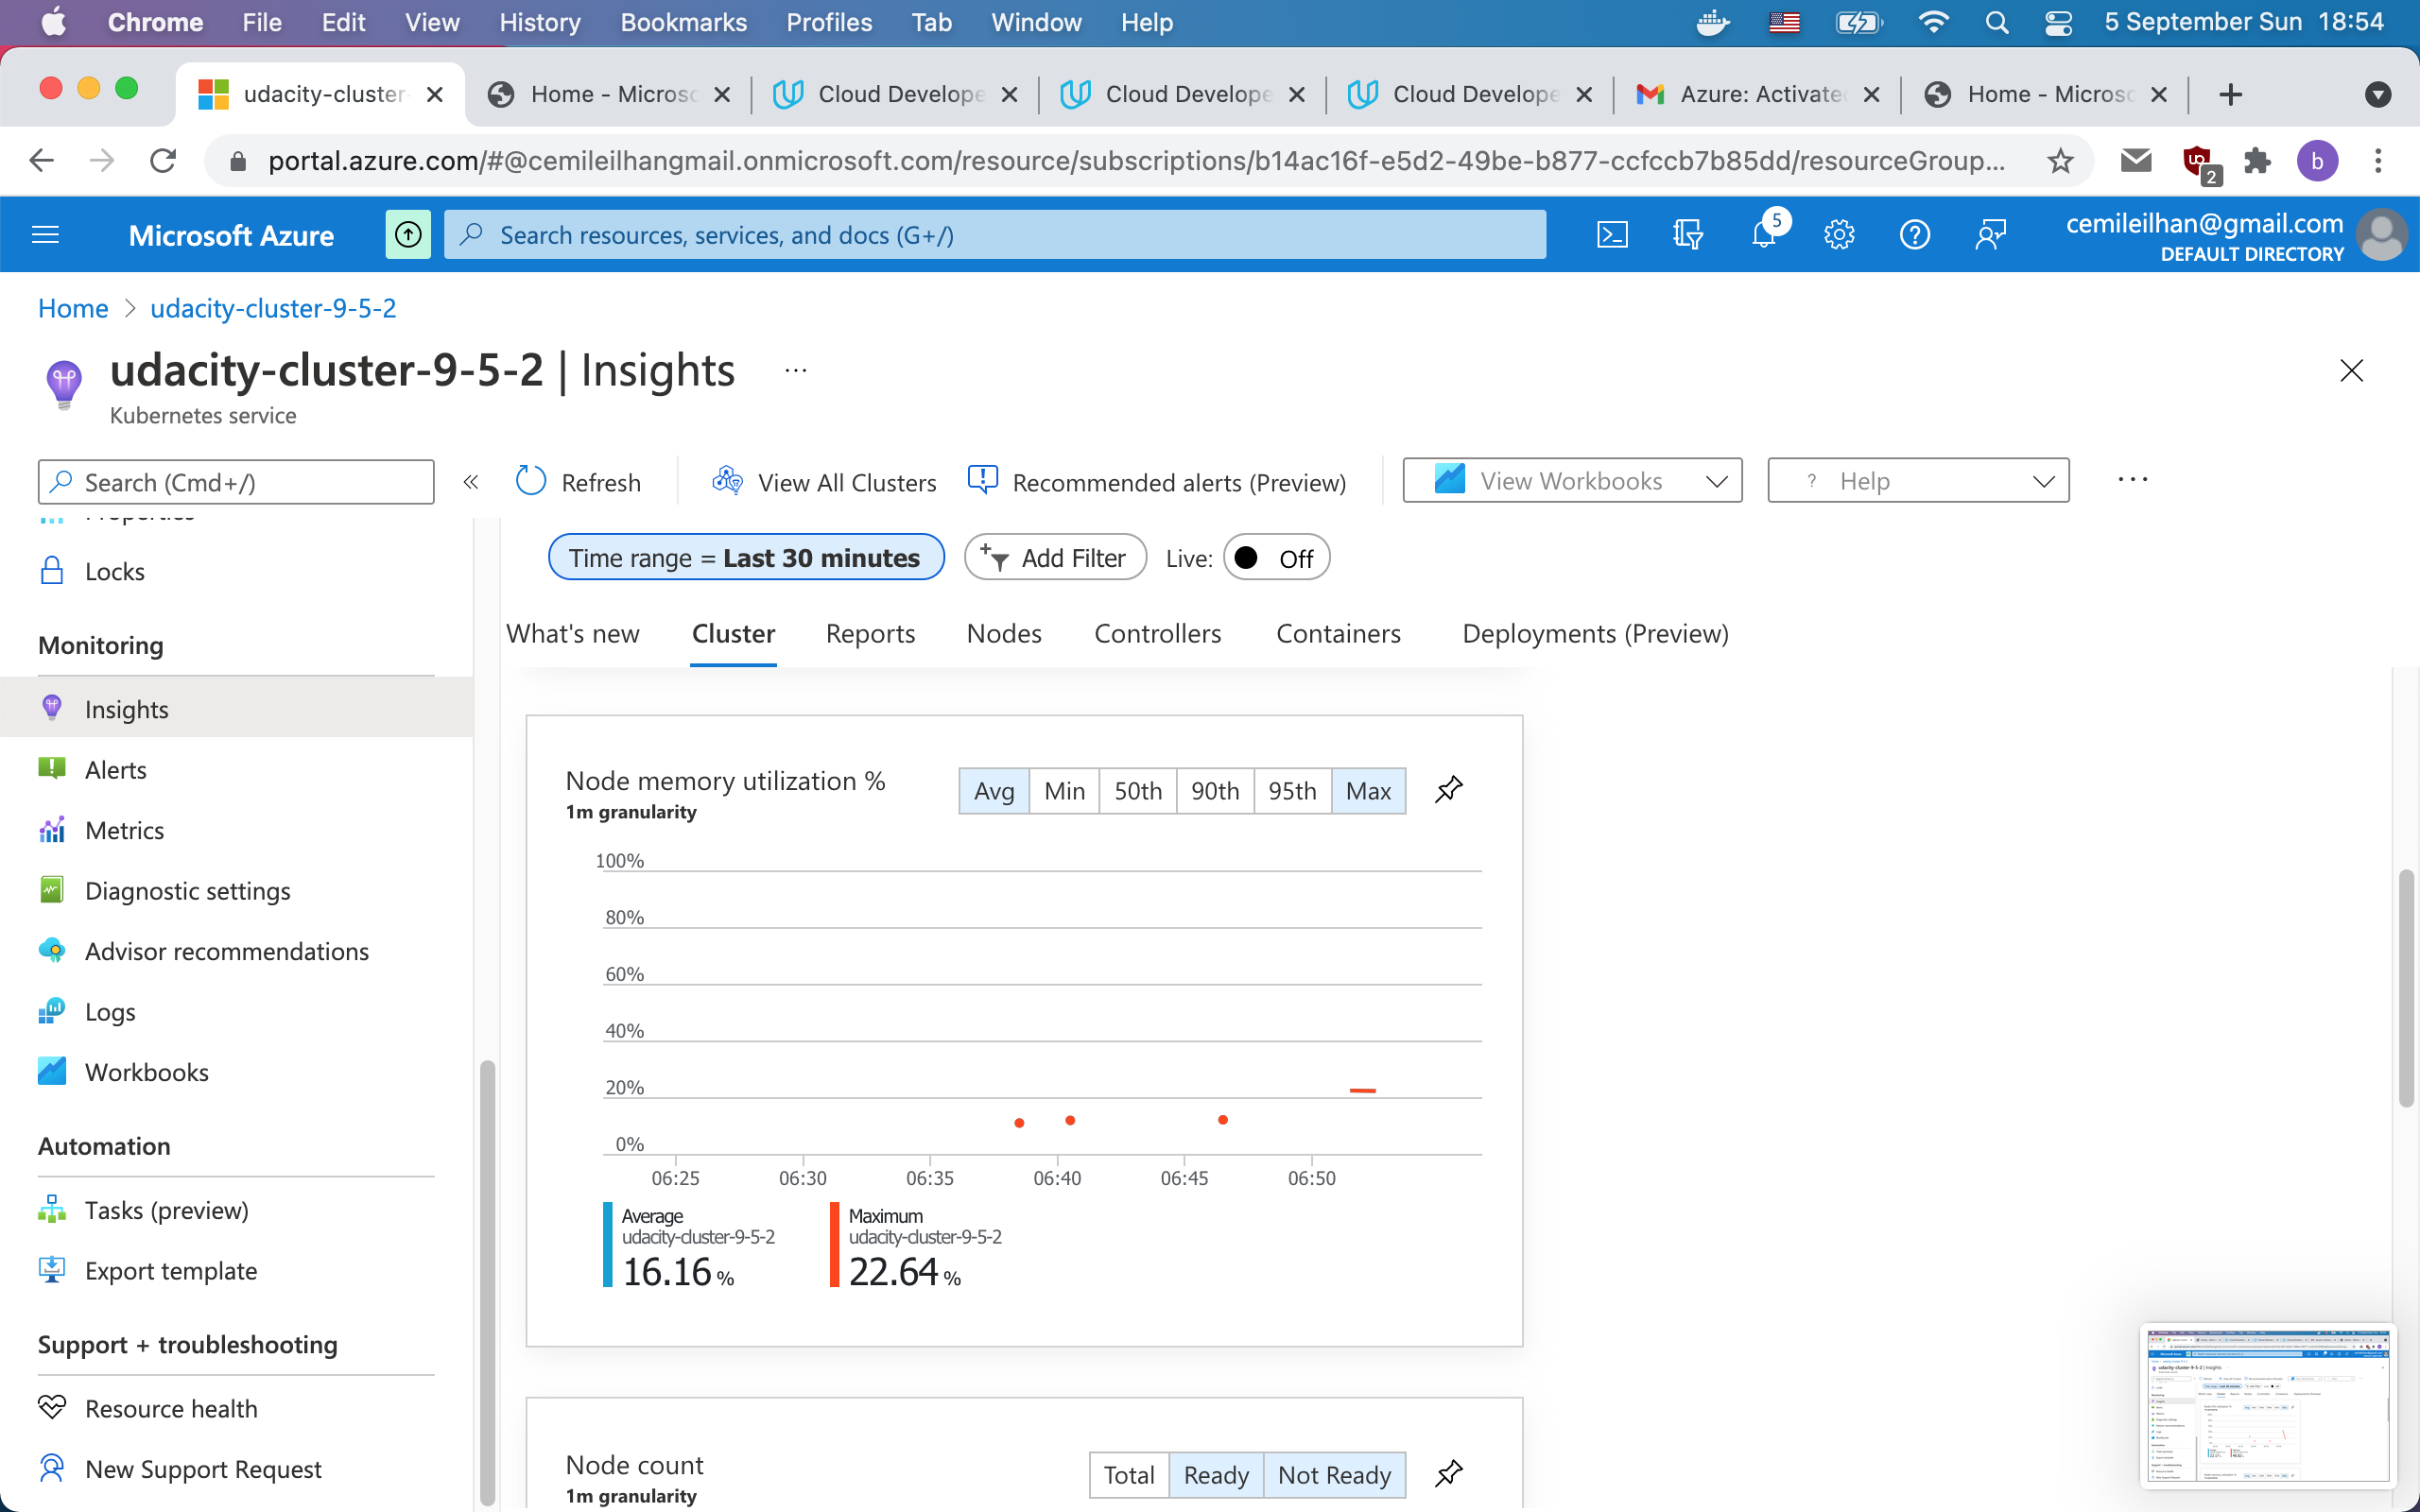 Chrome File Edit View History Bookmarks Profiles Tab Window Help 5 September Sun 18:54
udacity-cluster- Home - Micros Cloud Develope Cloud Develope Cloud Develope Azure: Activate Home - Micros
portal.azure.com/#@cemileilhangmail.onmicrosoft.com/resource/subscriptions/b14ac16f-e5d2-49be-b877-ccfccb7b85dd/resourceGroup... 2 b
Microsoft Azure Search resources, services, and docs (G+/) 5 cemileilhan@gmail.com
DEFAULT DIRECTORY
Home > udacity-cluster-9-5-2
udacity-cluster-9-5-2 | Insights ...
Kubernetes service
Search (Cmd+/) « Refresh View All Clusters Recommended alerts (Preview) View Workbooks ? Help ...
Properties
Locks
Monitoring
Insights
Alerts
Metrics
Diagnostic settings
Advisor recommendations
Logs
Workbooks
Automation
Tasks (preview)
Export template
Support + troubleshooting
Resource health
New Support Request
Time range = Last 30 minutes Add Filter Live: Off
What's new Cluster Reports Nodes Controllers Containers Deployments (Preview)
Node memory utilization %
1m granularity
Avg Min 50th 90th 95th Max
100%
80%
60%
40%
20%
0%
06:25 06:30 06:35 06:40 06:45 06:50
Average
udacity-cluster-9-5-2
16.16 %
Maximum
udacity-cluster-9-5-2
22.64 %
Node count
1m granularity
Total Ready Not Ready